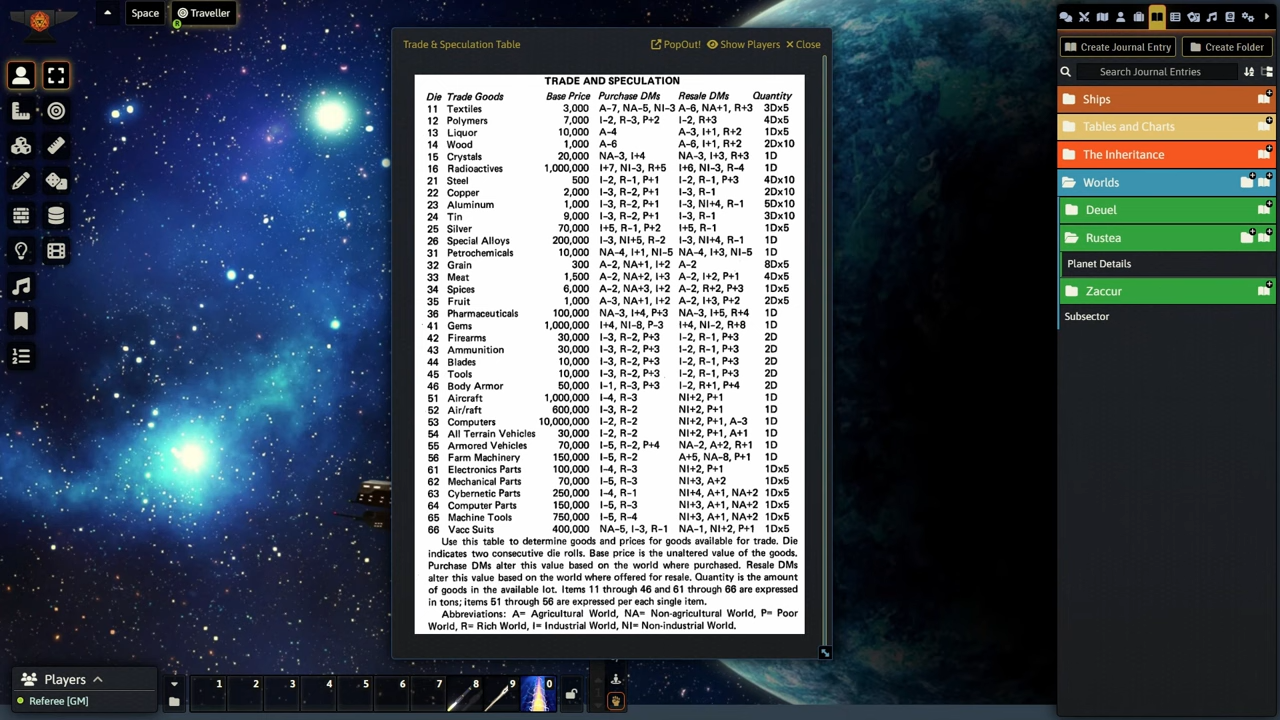 Space
Traveller
Trade & Speculation Table
PopOut! Show Players Close
TRADE AND SPECULATION
Die Trade Goods Base Price Purchase DMs Resale DMs Quantity
11 Textiles 3,000 A-7, NA-5, NI-3 A-6, NA+1, R+3 3Dx5
12 Polymers 7,000 I-2, R-3, P+2 I-2, R+3 4Dx5
13 Liquor 10,000 A-4 A-3, I+1, R+2 1Dx5
14 Wood 1,000 A-6 A-6, I+1, R+2 2Dx10
15 Crystals 20,000 NA-3, I+4 NA-3, I+3, R+3 1D
16 Radioactives 1,000,000 I+7, NI-3, R+5 I+6, NI-3, R-4 1D
21 Steel 500 I-2, R-1, P+1 I-2, R-1, P+3 4Dx10
22 Copper 2,000 I-3, R-2, P+1 I-3, R-1 2Dx10
23 Aluminum 1,000 I-3, R-2, P+1 I-3, NI+4, R-1 5Dx10
24 Tin 9,000 I-3, R-2, P+1 I-3, R-1 3Dx10
25 Silver 70,000 I+5, R-1, P+2 I+5, R-1 1Dx5
26 Special Alloys 200,000 I-3, NI+5, R-2 I-3, NI+4, R-1 1D
31 Petrochemicals 10,000 NA-4, I+1, NI-5 NA-4, I+3, NI-5 1D
32 Grain 300 A-2, NA+1, I+2 A-2 8Dx5
33 Meat 1,500 A-2, NA+2, I+3 A-2, I+2, P+1 4Dx5
34 Spices 6,000 A-2, NA+3, I+2 A-2, R+2, P+3 1Dx5
35 Fruit 1,000 A-3, NA+1, I+2 A-2, I+3, P+2 2Dx5
36 Pharmaceuticals 100,000 NA-3, I+4, P+3 NA-3, I+5, R+4 1D
41 Gems 1,000,000 I+4, NI-8, P-3 I+4, NI-2, R+8 1D
42 Firearms 30,000 I-3, R-2, P+3 I-2, R-1, P+3 2D
43 Ammunition 30,000 I-3, R-2, P+3 I-2, R-1, P+3 2D
44 Blades 10,000 I-3, R-2, P+3 I-2, R-1, P+3 2D
45 Tools 10,000 I-3, R-2, P+3 I-2, R-1, P+3 2D
46 Body Armor 50,000 I-1, R-3, P+3 I-2, R+1, P+4 2D
51 Aircraft 1,000,000 I-4, R-3 NI+2, P+1 1D
52 Air/raft 600,000 I-3, R-2 NI+2, P+1 1D
53 Computers 10,000,000 I-2, R-2 NI+2, P+1, A-3 1D
54 All Terrain Vehicles 30,000 I-2, R-2 NI+2, P+1, A+1 1D
55 Armored Vehicles 70,000 I-5, R-2, P+4 NA-2, A+2, R+1 1D
56 Farm Machinery 150,000 I-5, R-2 A+5, NA-8, P+1 1D
61 Electronics Parts 100,000 I-4, R-3 NI+2, P+1 1Dx5
62 Mechanical Parts 70,000 I-5, R-3 NI+3, A+2 1Dx5
63 Cybernetic Parts 250,000 I-4, R-1 NI+4, A+1, NA+2 1Dx5
64 Computer Parts 150,000 I-5, R-3 NI+3, A+1, NA+2 1Dx5
65 Machine Tools 750,000 I-5, R-4 NI+3, A+1, NA+2 1Dx5
66 Vacc Suits 400,000 NA-5, I-3, R-1 NA-1, NI+2, P+1 1Dx5
Use this table to determine goods and prices for goods available for trade. Die
indicates two consecutive die rolls. Base price is the unaltered value of the goods.
Purchase DMs alter this value based on the world where purchased. Resale DMs
alter this value based on the world where offered for resale. Quantity is the amount
of goods in the available lot. Items 11 through 46 and 61 through 66 are expressed
in tons; items 51 through 56 are expressed per each single item.
Abbreviations: A= Agricultural World, NA= Non-agricultural World, P= Poor
World, R= Rich World, I= Industrial World, NI= Non-industrial World.
Create Journal Entry
Create Folder
Search Journal Entries
Ships
Tables and Charts
The Inheritance
Worlds
Deuel
Rustea
Planet Details
Zaccur
Subsector
Players
Referee [GM]
1 2 3 4 5 6 7 8 9 0